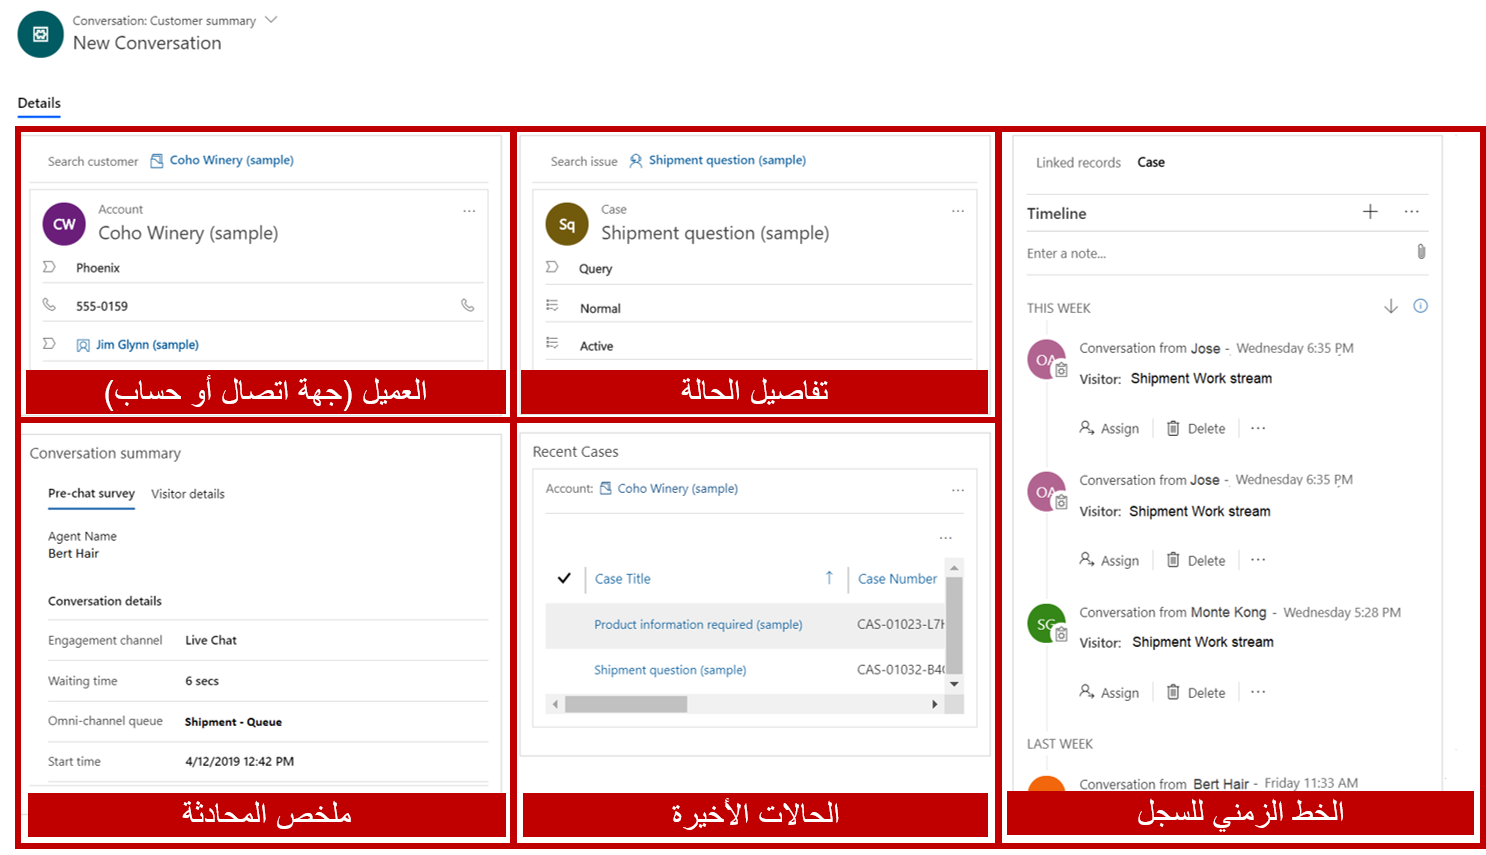 Conversation: Customer summary
New Conversation
Details
Search customer Coho Winery (sample)
CW
Account
Coho Winery (sample)
Phoenix
555-0159
Jim Glynn (sample)
العميل (جهة اتصال أو حساب)
Search issue Shipment question (sample)
Sq
Case
Shipment question (sample)
Query
Normal
Active
تفاصيل الحالة
Conversation summary
Pre-chat survey Visitor details
Agent Name
Bert Hair
Conversation details
Engagement channel Live Chat
Waiting time 6 secs
Omni-channel queue Shipment - Queue
Start time 4/12/2019 12:42 PM
ملخص المحادثة
Recent Cases
Account: Coho Winery (sample)
Case Title Case Number
Product information required (sample) CAS-01023-L7
Shipment question (sample) CAS-01032-B4
الحالات الأخيرة
Linked records Case
Timeline
Enter a note...
THIS WEEK
OA
Conversation from Jose - Wednesday 6:35 PM
Visitor: Shipment Work stream
Assign Delete
OA
Conversation from Jose - Wednesday 6:35 PM
Visitor: Shipment Work stream
Assign Delete
SG
Conversation from Monte Kong - Wednesday 5:28 PM
Visitor: Shipment Work stream
Assign Delete
LAST WEEK
Conversation from Bert Hair - Friday 11:33 AM
الخط الزمني للسجل